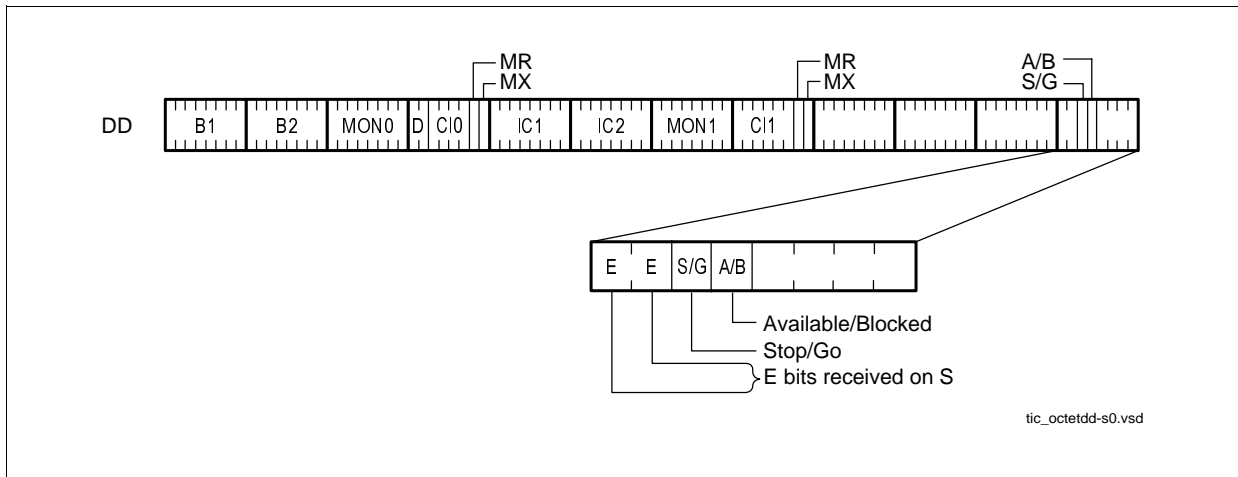 MR MR A/B
MX MX S/G
DD B1 B2 MON0 D CI0 IC1 IC2 MON1 CI1
E E S/G A/B
Available/Blocked
Stop/Go
E bits received on S
tic_octetdd-s0.vsd